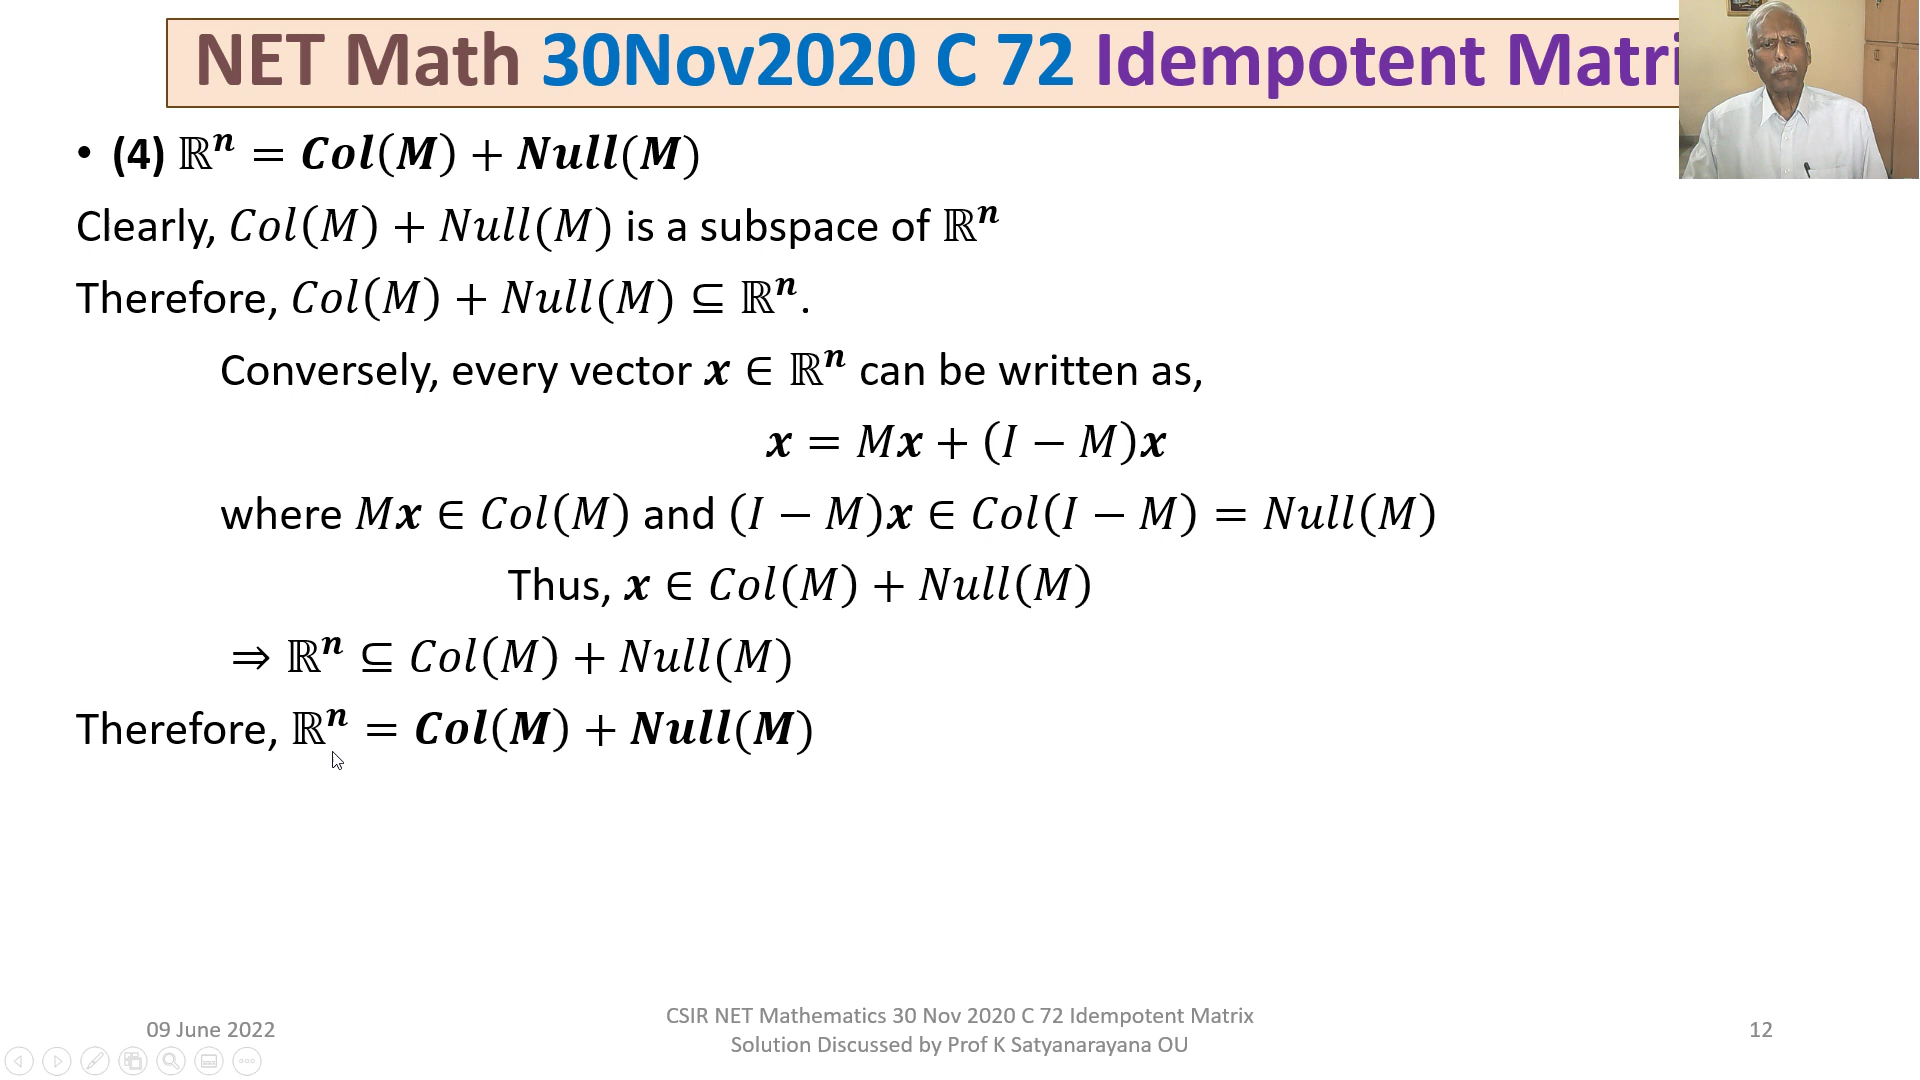 NET Math 30Nov2020 C 72 Idempotent Matri
• (4) ℝⁿ = Col(M) + Null(M)
Clearly, Col(M) + Null(M) is a subspace of ℝⁿ
Therefore, Col(M) + Null(M) ⊆ ℝⁿ.
Conversely, every vector x ∈ ℝⁿ can be written as,
x = Mx + (I − M)x
where Mx ∈ Col(M) and (I − M)x ∈ Col(I − M) = Null(M)
Thus, x ∈ Col(M) + Null(M)
⇒ ℝⁿ ⊆ Col(M) + Null(M)
Therefore, ℝⁿ = Col(M) + Null(M)
09 June 2022
CSIR NET Mathematics 30 Nov 2020 C 72 Idempotent Matrix
Solution Discussed by Prof K Satyanarayana OU
12